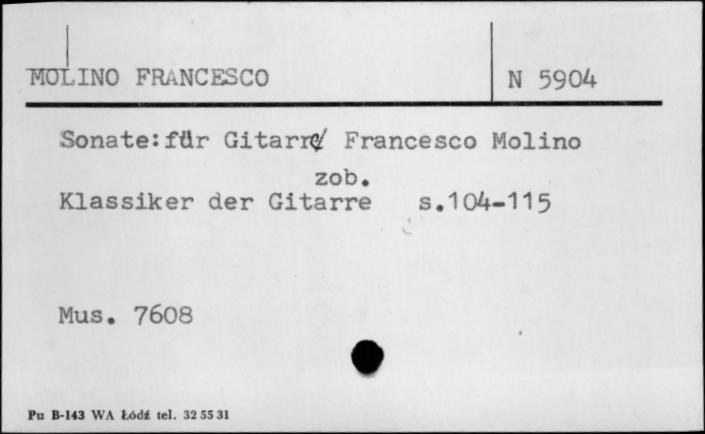 MOLINO FRANCESCO
N 5904
Sonate:für Gitarre/ Francesco Molino
zob.
Klassiker der Gitarre s.104-115
Mus. 7608
Pu B-143 WA Łódź tel. 32 55 31